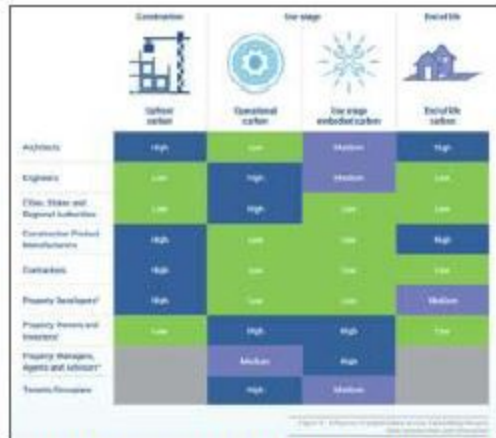 Construction Use stage End of life
Upfront carbon Operational carbon Use stage embodied carbon End of life carbon
Architects High Low Medium High
Engineers Low High Medium Low
Cities, States and
Regional Authorities Low High Low Low
Construction Product
Manufacturers High Low Low High
Contractors High Low Low Low
Property Developers High Low Low Medium
Property Owners and
Investors Low High High Low
Property Managers,
Agents and Advisors Medium High
Tenants/Occupiers High Medium